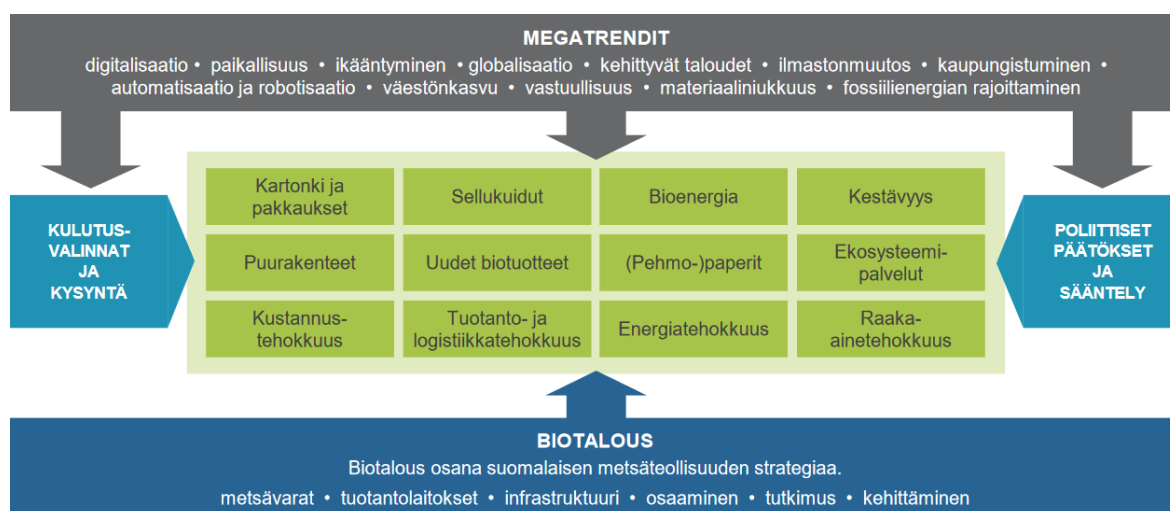 MEGATRENDIT
digitalisaatio • paikallisuus • ikääntyminen • globalisaatio • kehittyvät taloudet • ilmastonmuutos • kaupungistuminen •
automatisaatio ja robotisaatio • väestönkasvu • vastuullisuus • materiaaliniukkuus • fossiilienergian rajoittaminen
KULUTUS-
VALINNAT
JA
KYSYNTÄ
Kartonki ja
pakkaukset
Sellukuidut
Bioenergia
Kestävyys
Puurakenteet
Uudet biotuotteet
(Pehmo-)paperit
Ekosysteemi-
palvelut
Kustannus-
tehokkuus
Tuotanto- ja
logistiikkatehokkuus
Energiatehokkuus
Raaka-
ainetehokkuus
POLIITTISET
PÄÄTÖKSET
JA
SÄÄNTELY
BIOTALOUS
Biotalous osana suomalaisen metsäteollisuuden strategiaa.
metsävarat • tuotantolaitokset • infrastruktuuri • osaaminen • tutkimus • kehittäminen